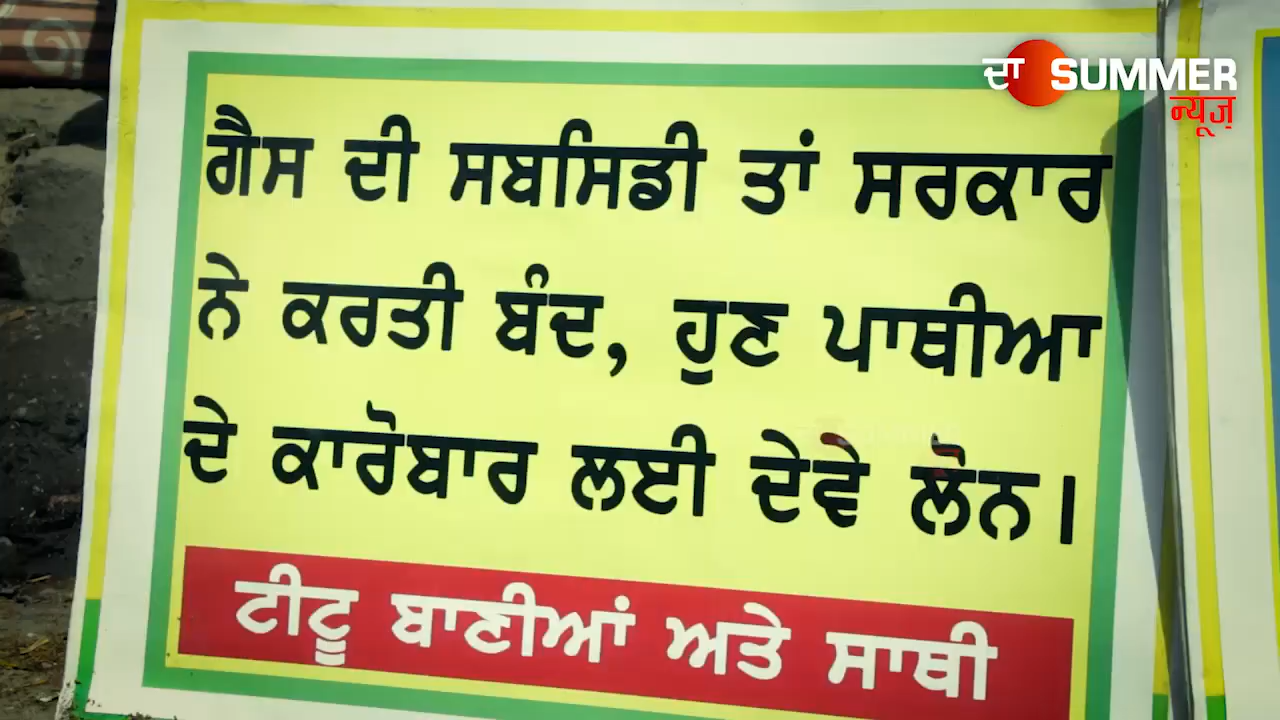 ਦਾ SUMMER
ਨਿਊਜ਼
ਗੈਸ ਦੀ ਸਬਸਿਡੀ ਤਾਂ ਸਰਕਾਰ
ਨੇ ਕਰਤੀ ਬੰਦ, ਹੁਣ ਪਾਥੀਆ
ਦੇ ਕਾਰੋਬਾਰ ਲਈ ਦੇਵੇ ਲੋਨ।
ਟੀਟੂ ਬਾਣੀਆਂ ਅਤੇ ਸਾਥੀ